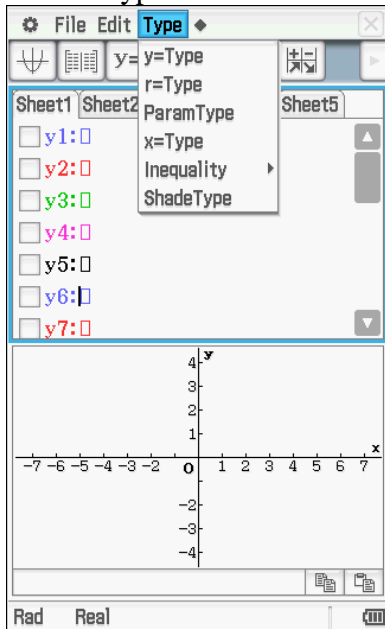 Type
File Edit Type
y=Type
r=Type
ParamType
x=Type
Inequality
ShadeType
Sheet1 Sheet2 Sheet5
y1:
y2:
y3:
y4:
y5:
y6:
y7:
y
4
3
2
1
x
-7 -6 -5 -4 -3 -2 0 1 2 3 4 5 6 7
-2
-3
-4
Rad Real